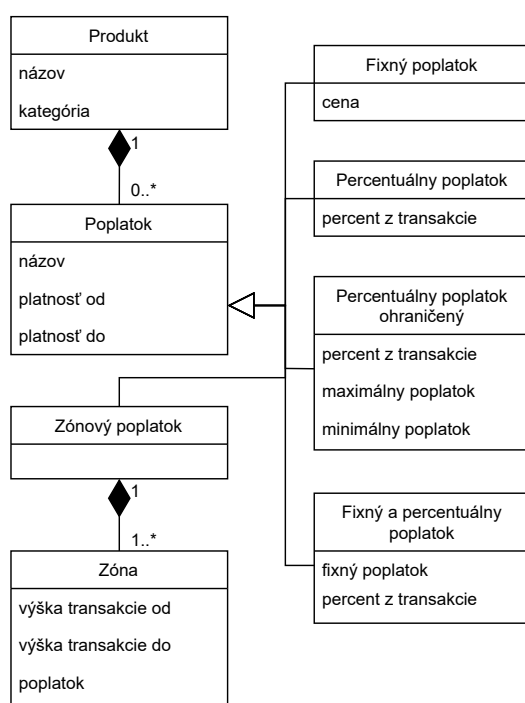 Produkt
názov
kategória
1
0..*
Poplatok
názov
platnosť od
platnosť do
Zónový poplatok
1
1..*
Zóna
výška transakcie od
výška transakcie do
poplatok
Fixný poplatok
cena
Percentuálny poplatok
percent z transakcie
Percentuálny poplatok
ohraničený
percent z transakcie
maximálny poplatok
minimálny poplatok
Fixný a percentuálny
poplatok
fixný poplatok
percent z transakcie